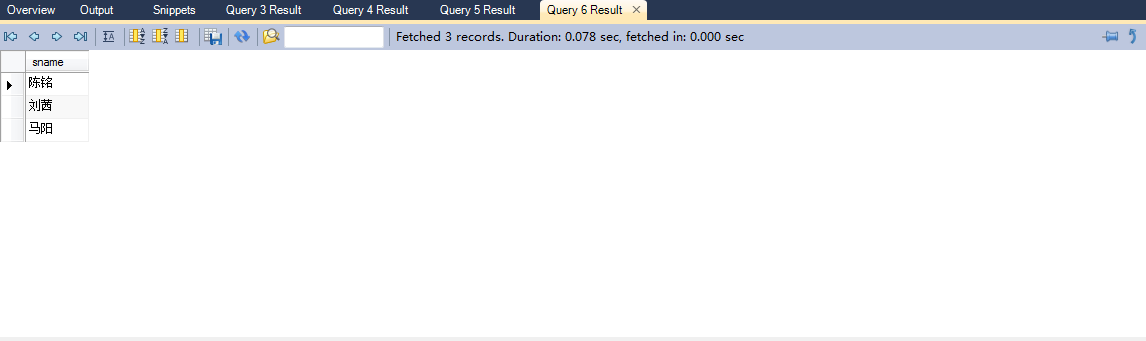 Overview Output Snippets Query 3 Result Query 4 Result Query 5 Result Query 6 Result
Fetched 3 records. Duration: 0.078 sec, fetched in: 0.000 sec
sname
陈铭
刘茜
马阳